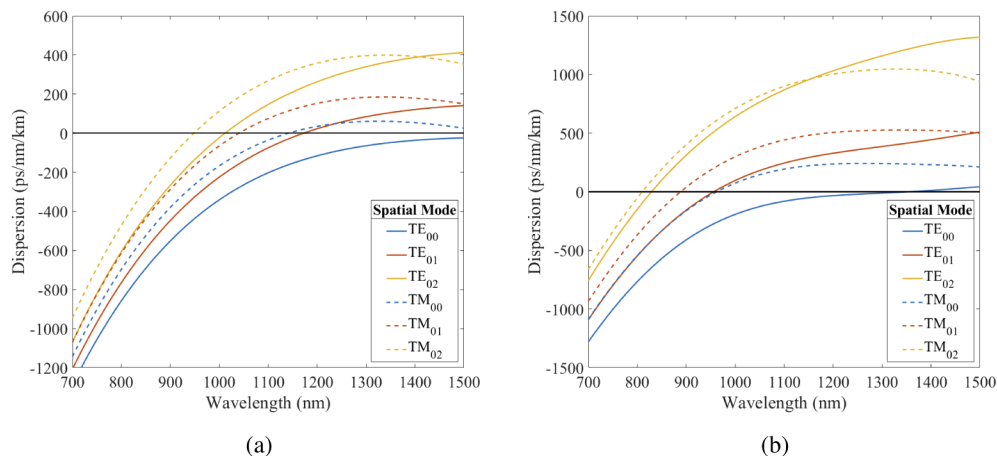 600
400
200
0
-200
-400
-600
-800
-1000
-1200
Dispersion (ps/nm/km)
700 800 900 1000 1100 1200 1300 1400 1500
Wavelength (nm)
Spatial Mode
TE00
TE01
TE02
TM00
TM01
TM02
(a)
1500
1000
500
0
-500
-1000
-1500
Dispersion (ps/nm/km)
700 800 900 1000 1100 1200 1300 1400 1500
Wavelength (nm)
Spatial Mode
TE00
TE01
TE02
TM00
TM01
TM02
(b)